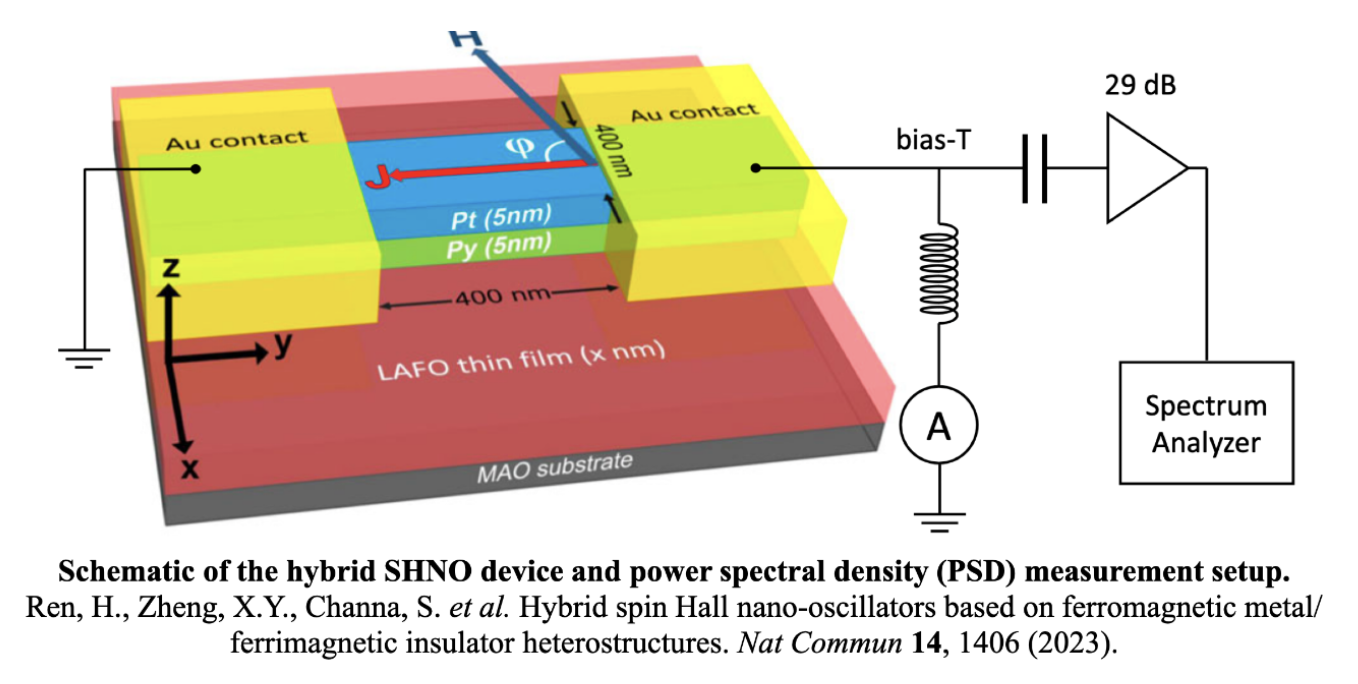 H
29 dB
Au contact
Au contact
bias-T
φ
400 nm
J
Pt (5nm)
Py (5nm)
z
400 nm
y
LAFO thin film (x nm)
A
Spectrum
Analyzer
x
MAO substrate
Schematic of the hybrid SHNO device and power spectral density (PSD) measurement setup.
Ren, H., Zheng, X.Y., Channa, S. et al. Hybrid spin Hall nano-oscillators based on ferromagnetic metal/
ferrimagnetic insulator heterostructures. Nat Commun 14, 1406 (2023).